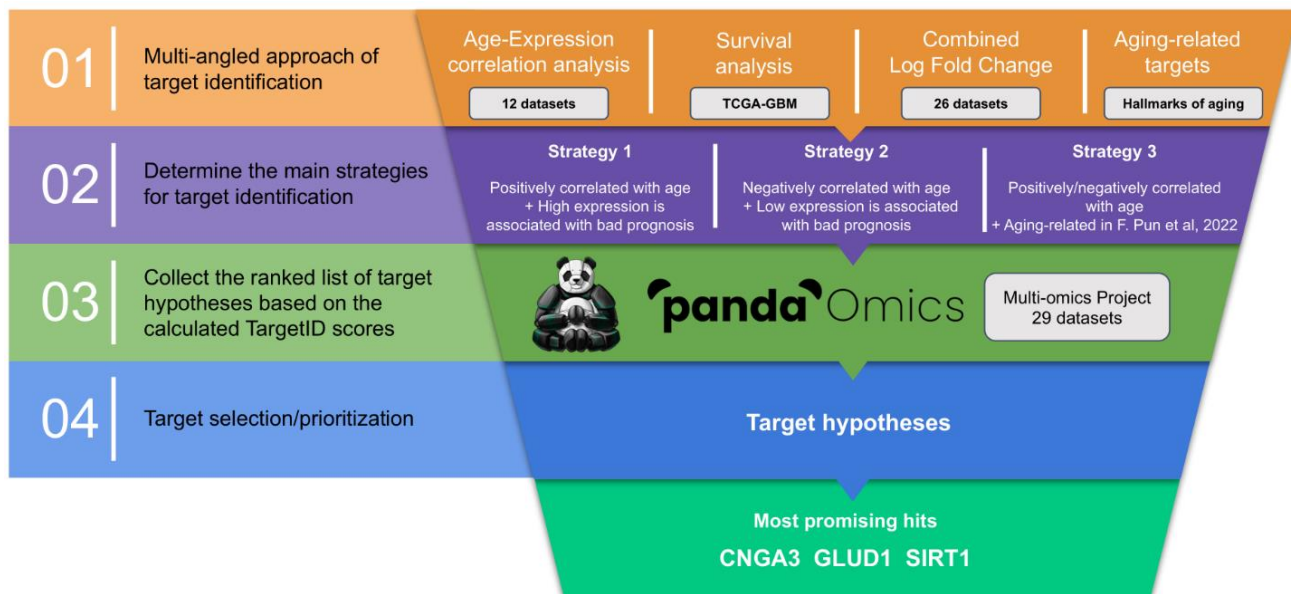 01
Multi-angled approach of
target identification
Age-Expression
correlation analysis
12 datasets
Survival
analysis
TCGA-GBM
Combined
Log Fold Change
26 datasets
Aging-related
targets
Hallmarks of aging
02
Determine the main strategies
for target identification
Strategy 1
Positively correlated with age
+ High expression is
associated with bad prognosis
Strategy 2
Negatively correlated with age
+ Low expression is associated
with bad prognosis
Strategy 3
Positively/negatively correlated
with age
+ Aging-related in F. Pun et al, 2022
03
Collect the ranked list of target
hypotheses based on the
calculated TargetID scores
panda Omics
Multi-omics Project
29 datasets
04
Target selection/prioritization
Target hypotheses
Most promising hits
CNGA3 GLUD1 SIRT1